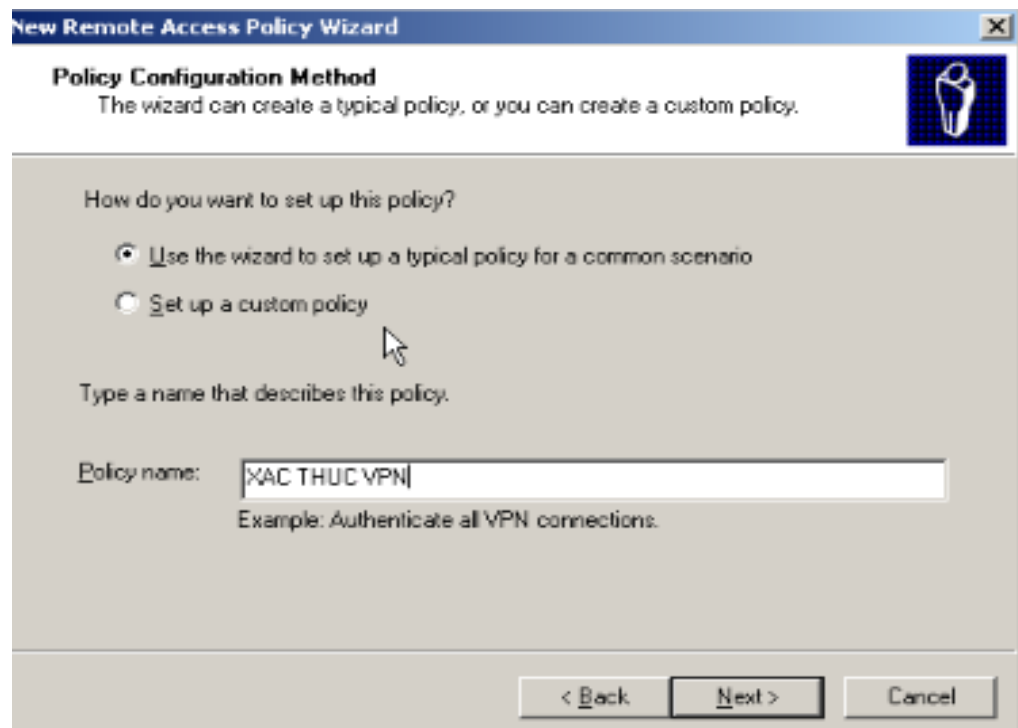 New Remote Access Policy Wizard
Policy Configuration Method
The wizard can create a typical policy, or you can create a custom policy.
How do you want to set up this policy?
Use the wizard to set up a typical policy for a common scenario
Set up a custom policy
Type a name that describes this policy.
Policy name: XAC THUC VPN
Example: Authenticate all VPN connections.
< Back Next > Cancel